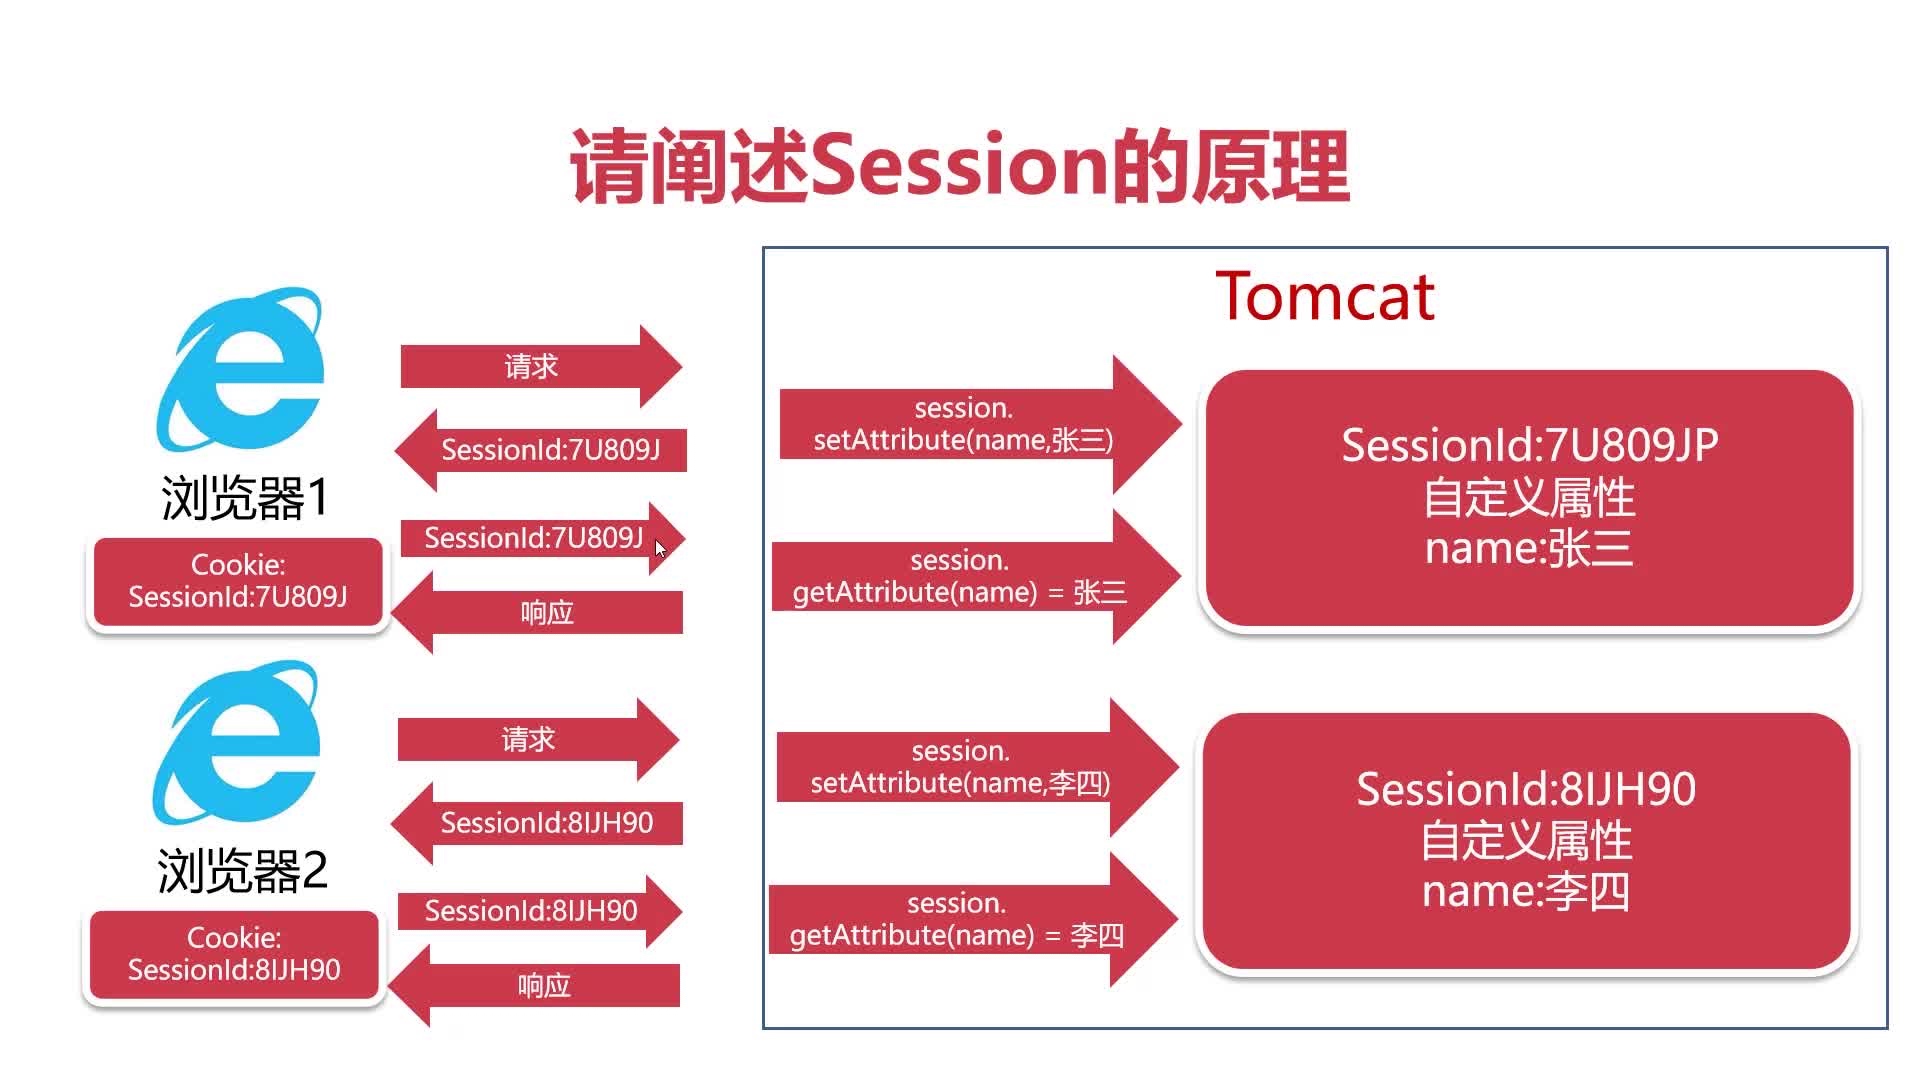 请阐述Session的原理
Tomcat
浏览器1
Cookie:
SessionId:7U809J
请求
SessionId:7U809J
SessionId:7U809J
响应
session.
setAttribute(name,张三)
session.
getAttribute(name) = 张三
SessionId:7U809JP
自定义属性
name:张三
浏览器2
Cookie:
SessionId:8IJH90
请求
SessionId:8IJH90
SessionId:8IJH90
响应
session.
setAttribute(name,李四)
session.
getAttribute(name) = 李四
SessionId:8IJH90
自定义属性
name:李四